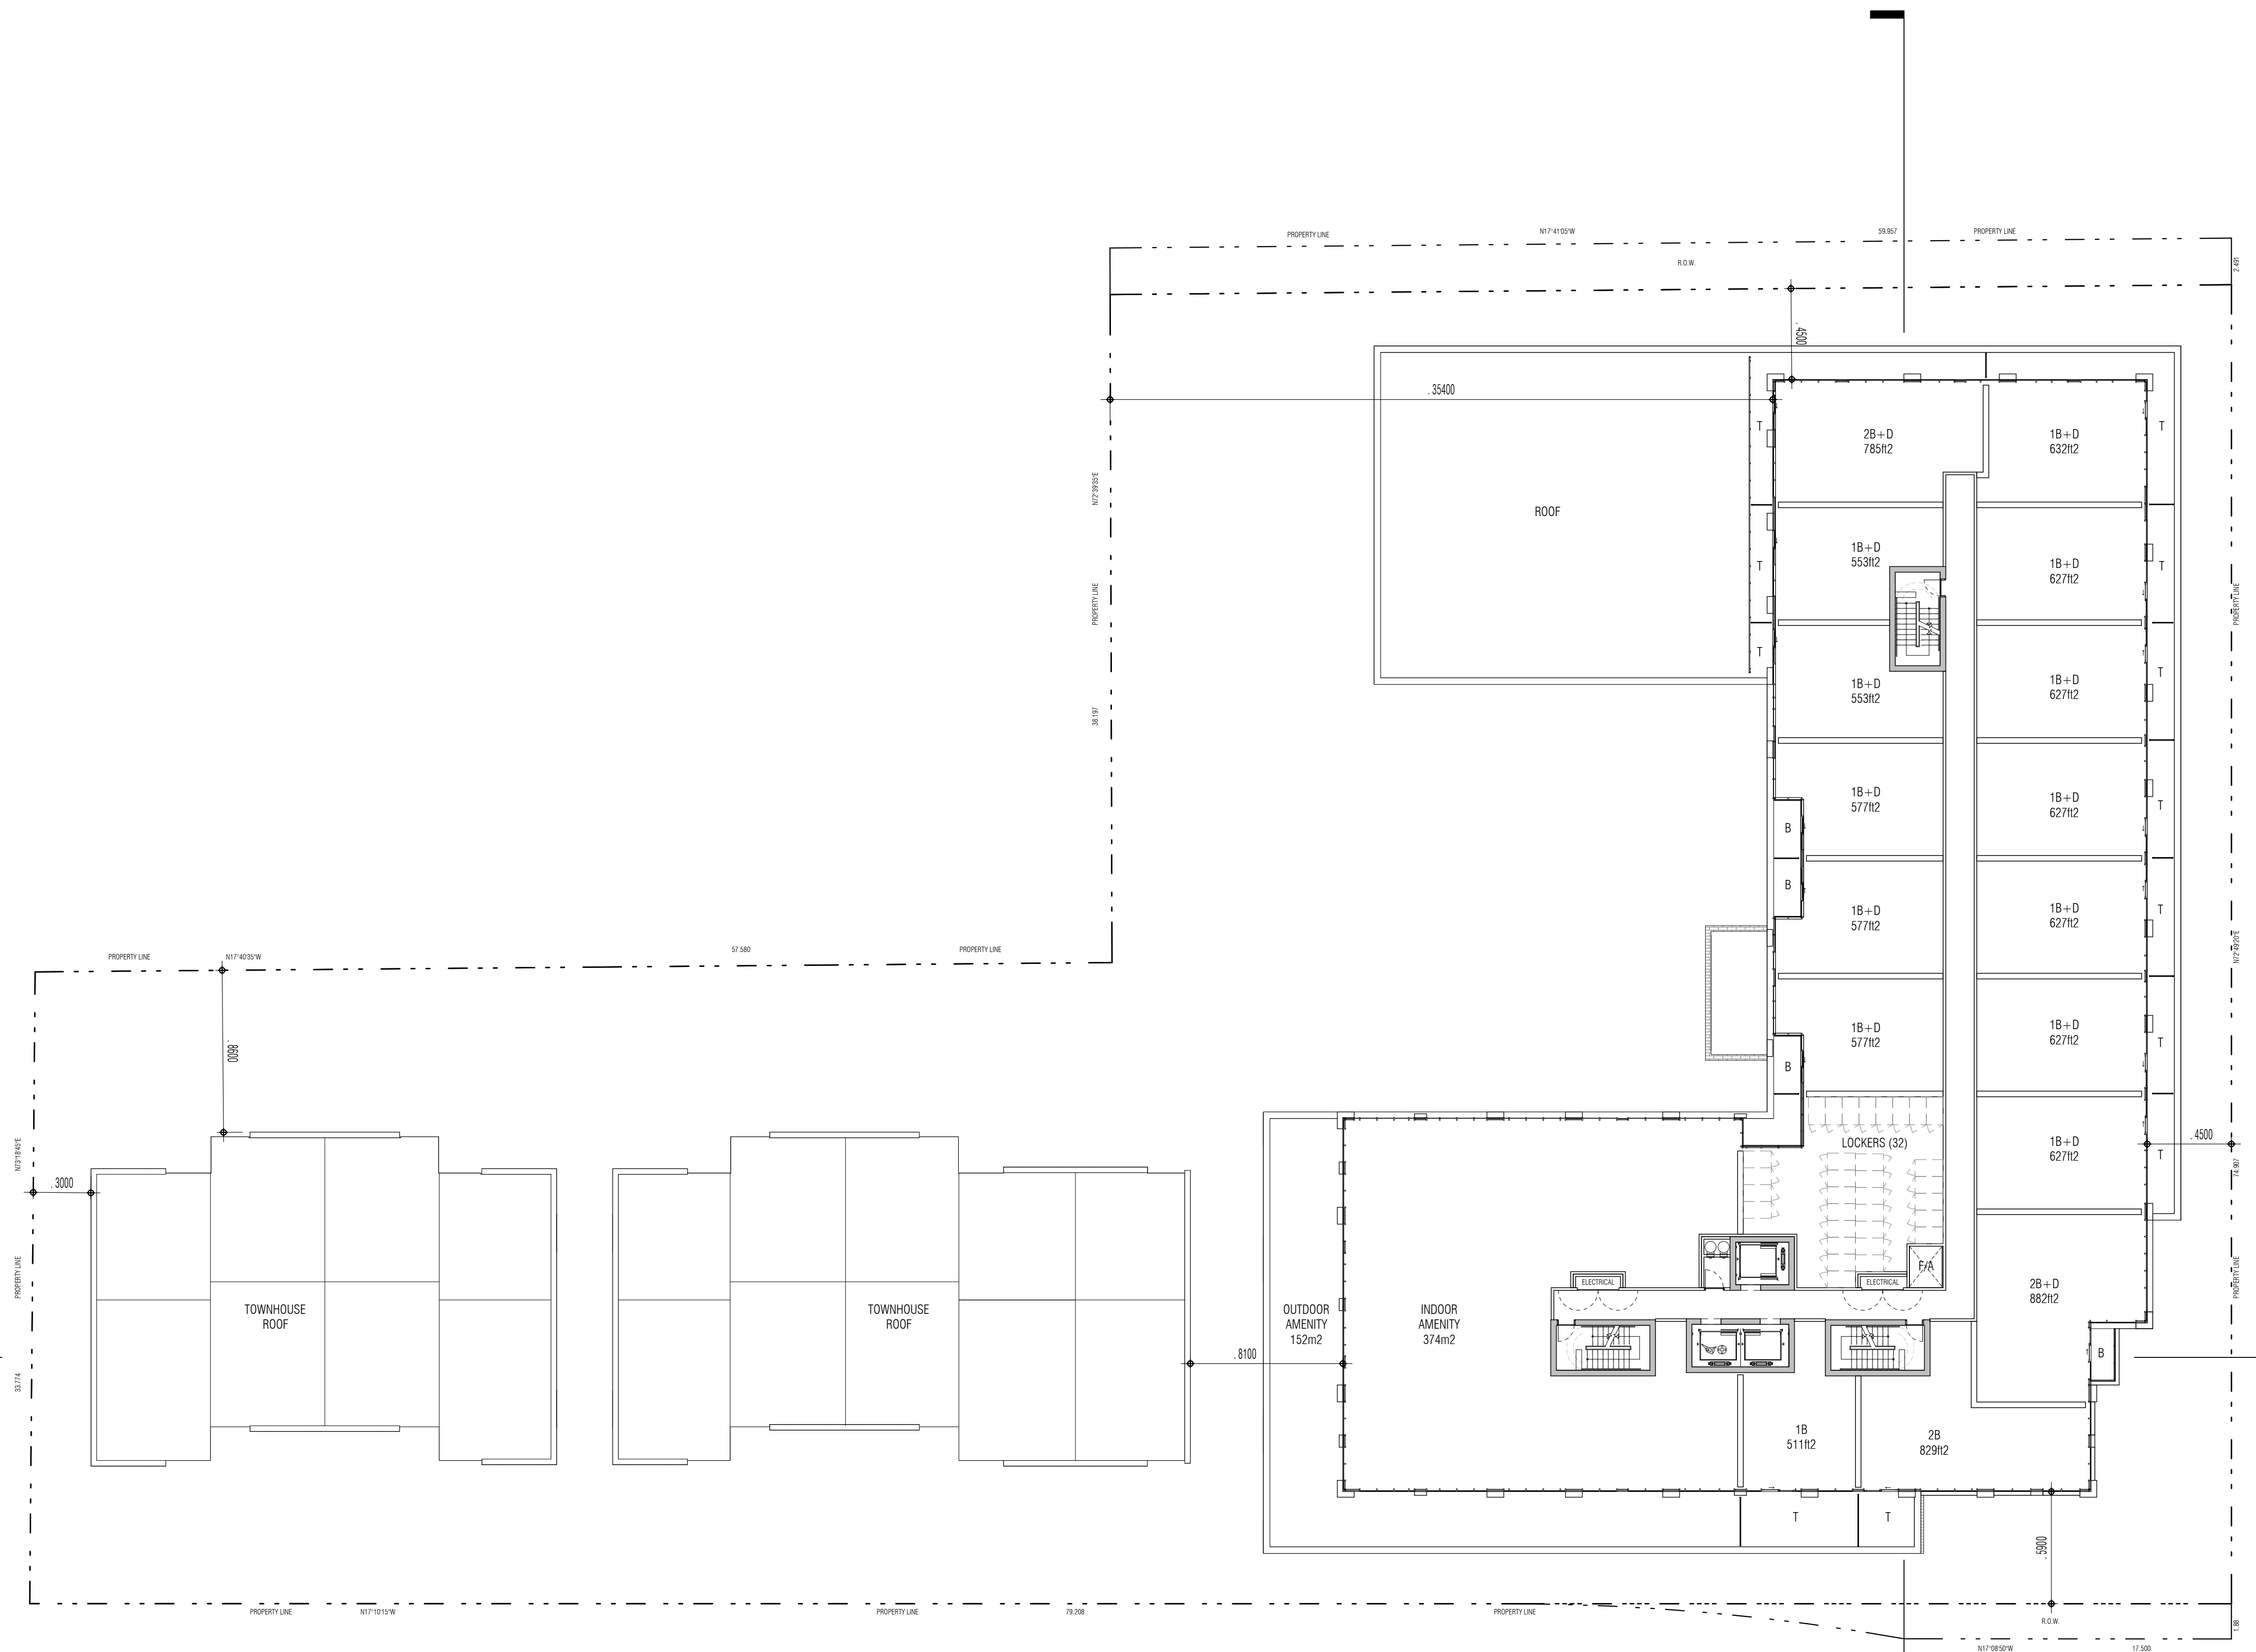 PROPERTY LINE
N17°41'05"W
59.957
PROPERTY LINE
2.491
R.O.W.
. 4500
. 35400
N72°39'35"E
PROPERTY LINE
38.197
ROOF
T
T
T
2B+D
785ft2
1B+D
632ft2
T
1B+D
553ft2
1B+D
627ft2
T
PROPERTY LINE
1B+D
553ft2
1B+D
627ft2
T
1B+D
577ft2
1B+D
627ft2
T
B
B
1B+D
577ft2
1B+D
627ft2
T
N72°49'20"E
PROPERTY LINE
N17°40'35"W
57.580
PROPERTY LINE
. 8600
1B+D
577ft2
1B+D
627ft2
T
B
LOCKERS (32)
1B+D
627ft2
T
. 4500
74.907
N73°18'45"E
. 3000
PROPERTY LINE
33.774
TOWNHOUSE
ROOF
TOWNHOUSE
ROOF
. 8100
OUTDOOR
AMENITY
152m2
INDOOR
AMENITY
374m2
ELECTRICAL
ELECTRICAL
F/A
2B+D
882ft2
B
PROPERTY LINE
1B
511ft2
2B
829ft2
T
T
. 5900
PROPERTY LINE
N17°10'15"W
PROPERTY LINE
79.208
PROPERTY LINE
R.O.W.
1.88
N17°08'50"W
17.500